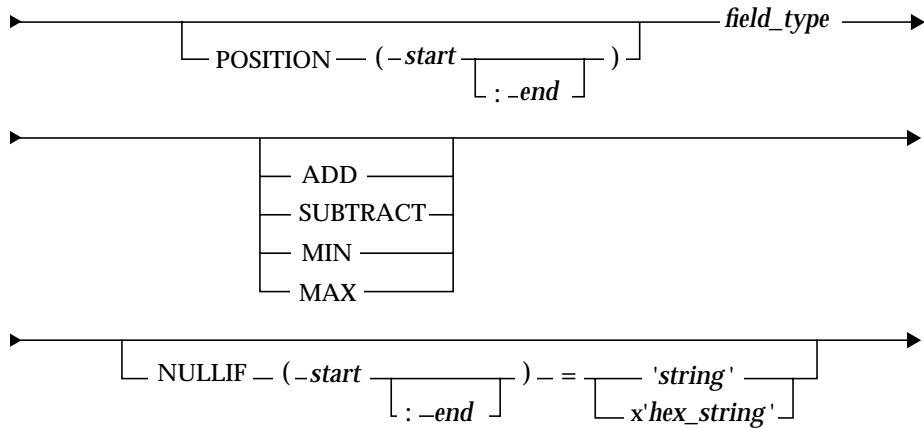 field_type
POSITION ( start )
: end
ADD
SUBTRACT
MIN
MAX
NULLIF ( start ) = 'string'
: end x'hex_string'